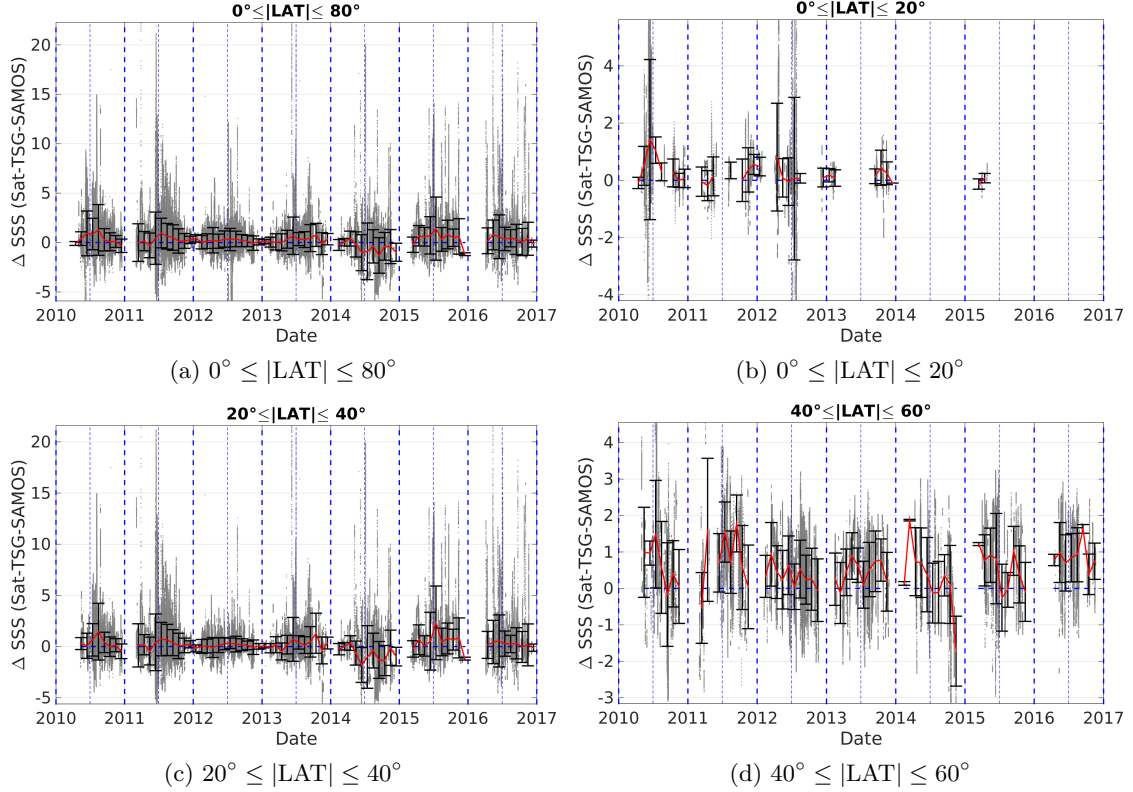 0°≤|LAT|≤ 80°
Δ SSS (Sat-TSG-SAMOS)
20
15
10
5
0
-5
2010 2011 2012 2013 2014 2015 2016 2017
Date
(a) 0° ≤ |LAT| ≤ 80°
0°≤|LAT|≤ 20°
Δ SSS (Sat-TSG-SAMOS)
4
2
0
-2
-4
2010 2011 2012 2013 2014 2015 2016 2017
Date
(b) 0° ≤ |LAT| ≤ 20°
20°≤|LAT|≤ 40°
Δ SSS (Sat-TSG-SAMOS)
20
15
10
5
0
-5
2010 2011 2012 2013 2014 2015 2016 2017
Date
(c) 20° ≤ |LAT| ≤ 40°
40°≤|LAT|≤ 60°
Δ SSS (Sat-TSG-SAMOS)
4
3
2
1
0
-1
-2
-3
2010 2011 2012 2013 2014 2015 2016 2017
Date
(d) 40° ≤ |LAT| ≤ 60°